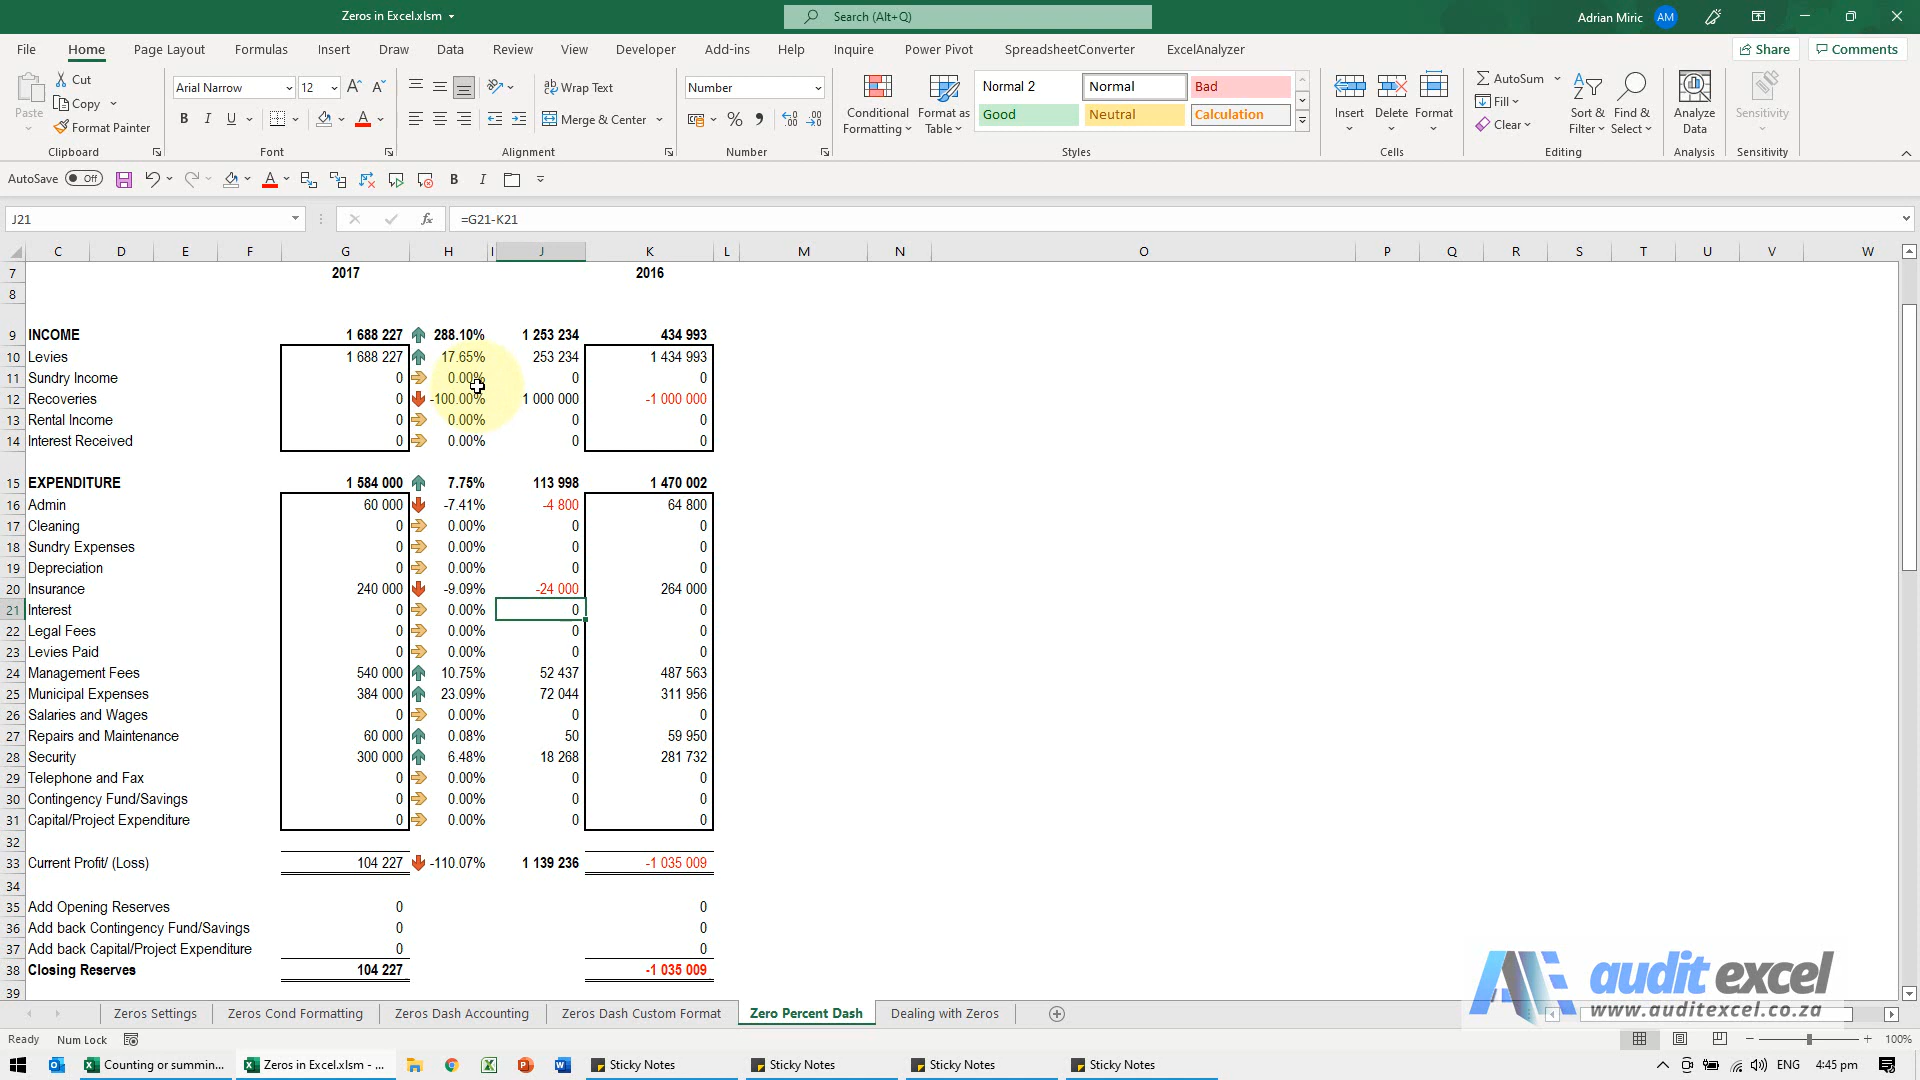 Zeros in Excel.xlsm
Search (Alt+Q)
Adrian Miric AM
File Home Page Layout Formulas Insert Draw Data Review View Developer Add-ins Help Inquire Power Pivot SpreadsheetConverter ExcelAnalyzer Share Comments
Paste Cut Copy Format Painter
Arial Narrow 12
Wrap Text Merge & Center
Number
Conditional Formatting Format as Table
Normal 2 Normal Bad
Good Neutral Calculation
Insert Delete Format
AutoSum Fill Clear
Sort & Filter Find & Select
Analyze Data Sensitivity
Clipboard Font Alignment Number Styles Cells Editing Analysis Sensitivity
AutoSave Off
J21 fx =G21-K21
C D E F G H I J K L M N O P Q R S T U V W
7 2017 2016
8
9 INCOME 1 688 227 288.10% 1 253 234 434 993
10 Levies 1 688 227 17.65% 253 234 1 434 993
11 Sundry Income 0 0.00% 0 0
12 Recoveries 0 -100.00% 1 000 000 -1 000 000
13 Rental Income 0 0.00% 0 0
14 Interest Received 0 0.00% 0 0
15 EXPENDITURE 1 584 000 7.75% 113 998 1 470 002
16 Admin 60 000 -7.41% -4 800 64 800
17 Cleaning 0 0.00% 0 0
18 Sundry Expenses 0 0.00% 0 0
19 Depreciation 0 0.00% 0 0
20 Insurance 240 000 -9.09% -24 000 264 000
21 Interest 0 0.00% 0 0
22 Legal Fees 0 0.00% 0 0
23 Levies Paid 0 0.00% 0 0
24 Management Fees 540 000 10.75% 52 437 487 563
25 Municipal Expenses 384 000 23.09% 72 044 311 956
26 Salaries and Wages 0 0.00% 0 0
27 Repairs and Maintenance 60 000 0.08% 50 59 950
28 Security 300 000 6.48% 18 268 281 732
29 Telephone and Fax 0 0.00% 0 0
30 Contingency Fund/Savings 0 0.00% 0 0
31 Capital/Project Expenditure 0 0.00% 0 0
32
33 Current Profit/ (Loss) 104 227 -110.07% 1 139 236 -1 035 009
34
35 Add Opening Reserves 0 0
36 Add back Contingency Fund/Savings 0 0
37 Add back Capital/Project Expenditure 0 0
38 Closing Reserves 104 227 -1 035 009
39
audit excel
www.auditexcel.co.za
Zeros Settings Zeros Cond Formatting Zeros Dash Accounting Zeros Dash Custom Format Zero Percent Dash Dealing with Zeros
Ready Num Lock 100%
Counting or summin... Zeros in Excel.xlsm - ... Sticky Notes Sticky Notes Sticky Notes Sticky Notes ENG 4:45 pm